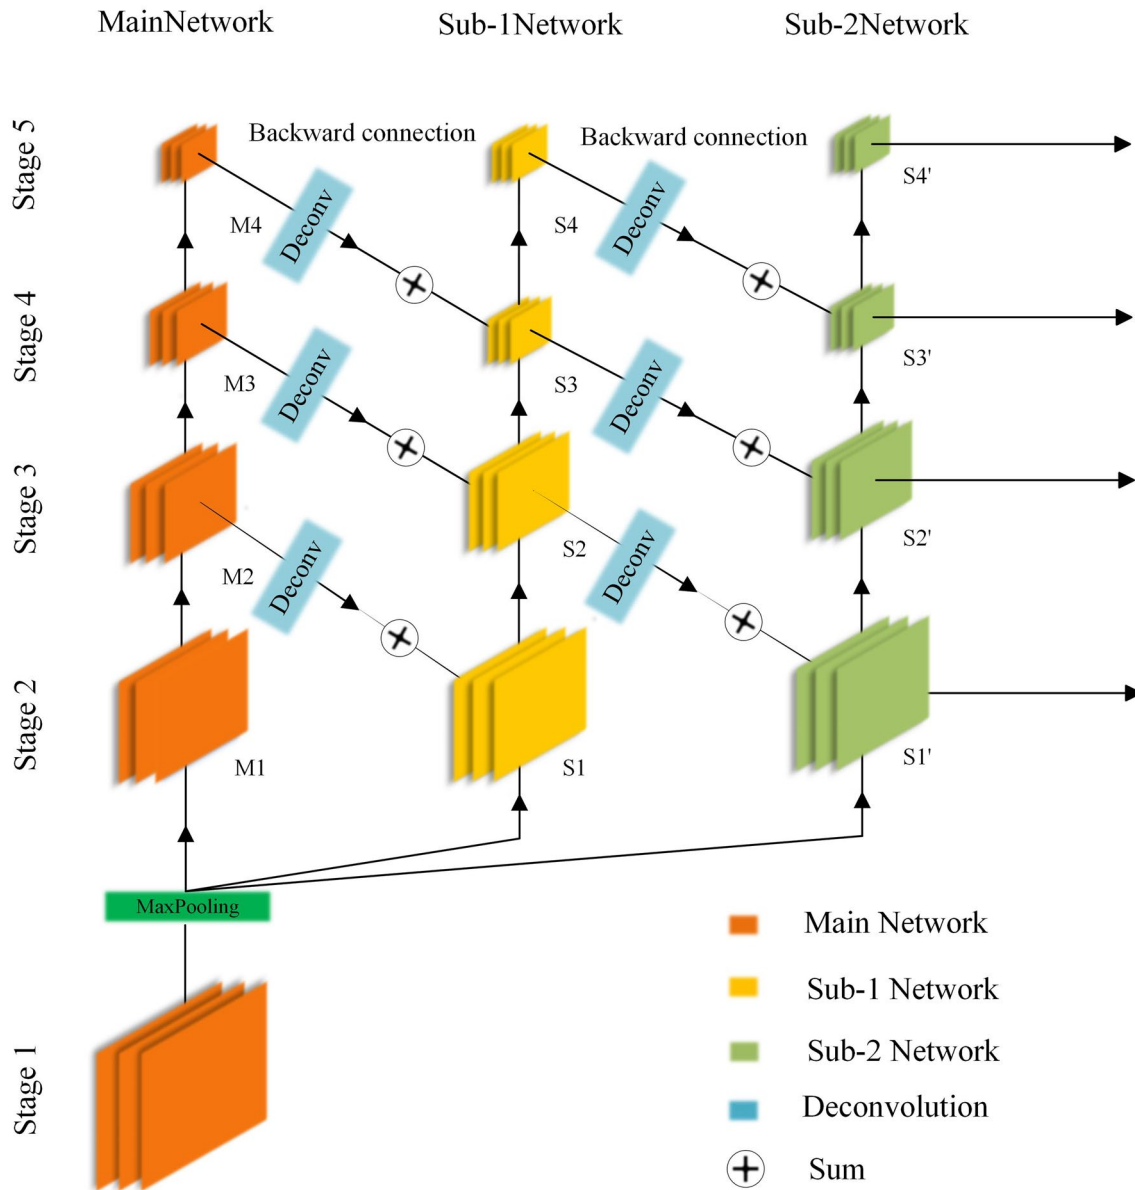 MainNetwork
Sub-1Network
Sub-2Network
Stage 5
Backward connection
Backward connection
M4
Deconv
S4
Deconv
S4'
Stage 4
M3
Deconv
S3
Deconv
S3'
Stage 3
M2
Deconv
S2
Deconv
S2'
Stage 2
M1
S1
S1'
MaxPooling
Stage 1
Main Network
Sub-1 Network
Sub-2 Network
Deconvolution
Sum